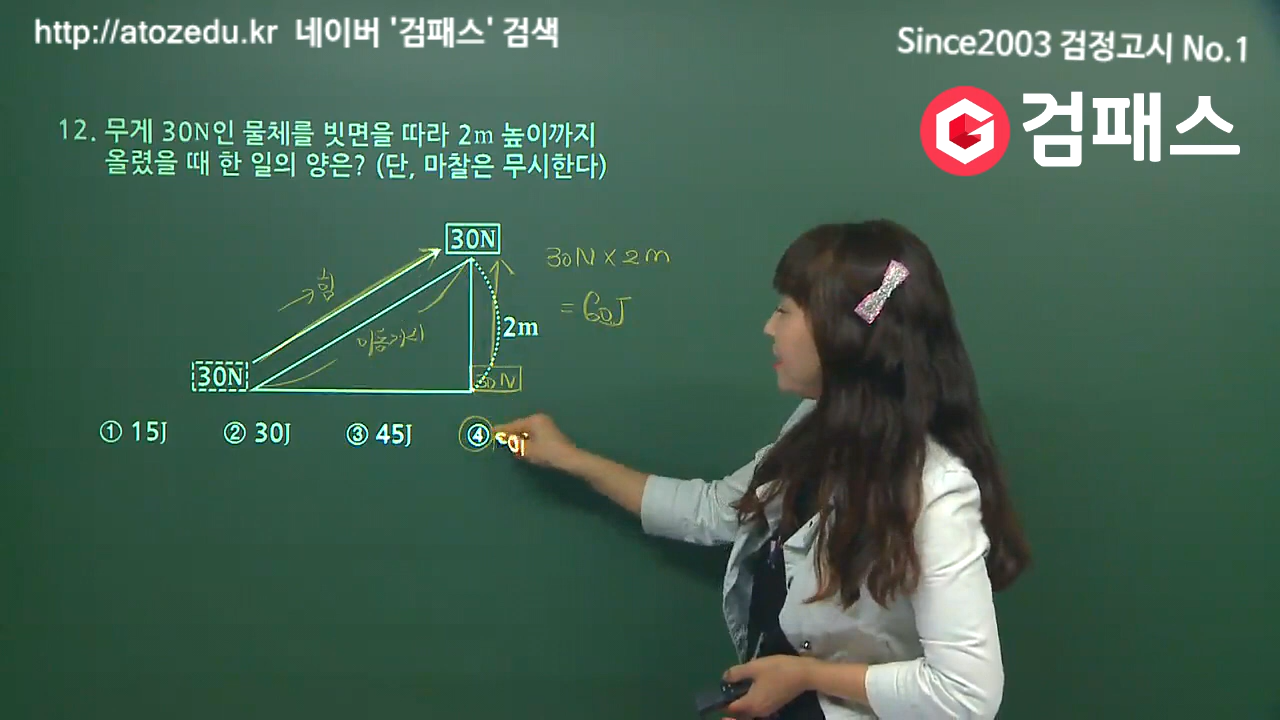 http://atozedu.kr 네이버 '검패스' 검색
Since2003 검정고시 No.1
검패스
12. 무게 30N인 물체를 빗면을 따라 2m 높이까지
올렸을 때 한 일의 양은? (단, 마찰은 무시한다)
30N
30N × 2m
= 60J
힘
2m
이동거리
30N
30N
① 15J ② 30J ③ 45J ④ 60J